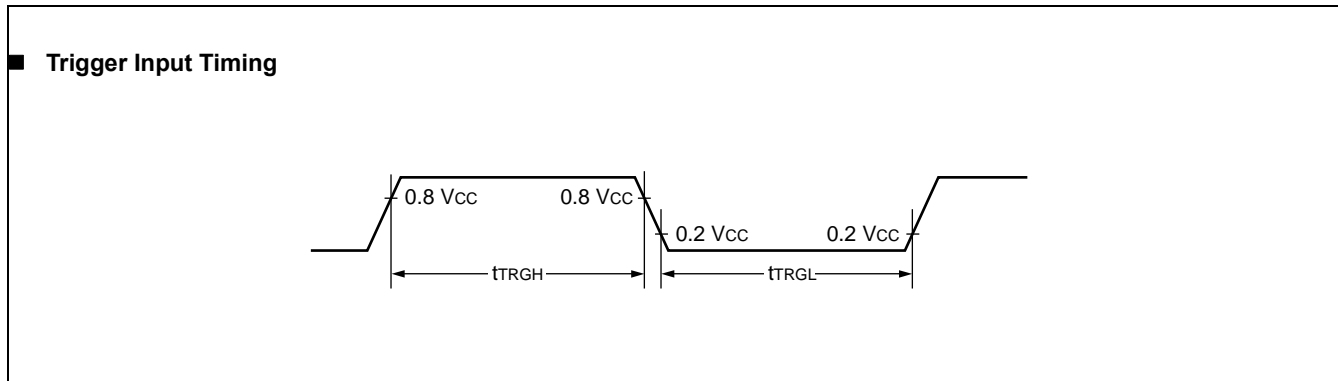 ■ Trigger Input Timing
0.8 VCC 0.8 VCC
0.2 VCC 0.2 VCC
tTRGH tTRGL